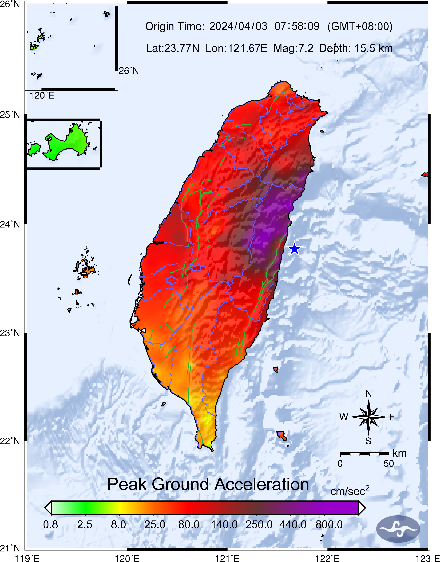 26°N
Origin Time: 2024/04/03 07:58:09 (GMT+08:00)
Lat:23.77N Lon:121.67E Mag:7.2 Depth: 15.5 km
26°N
120 E
25°N
24°N
23°N
22°N
21°N
N
W E
S
km
0 50
Peak Ground Acceleration
cm/sec²
0.8 2.5 8.0 25.0 80.0 140.0 250.0 440.0 800.0
119°E 120°E 121°E 122°E 123°E